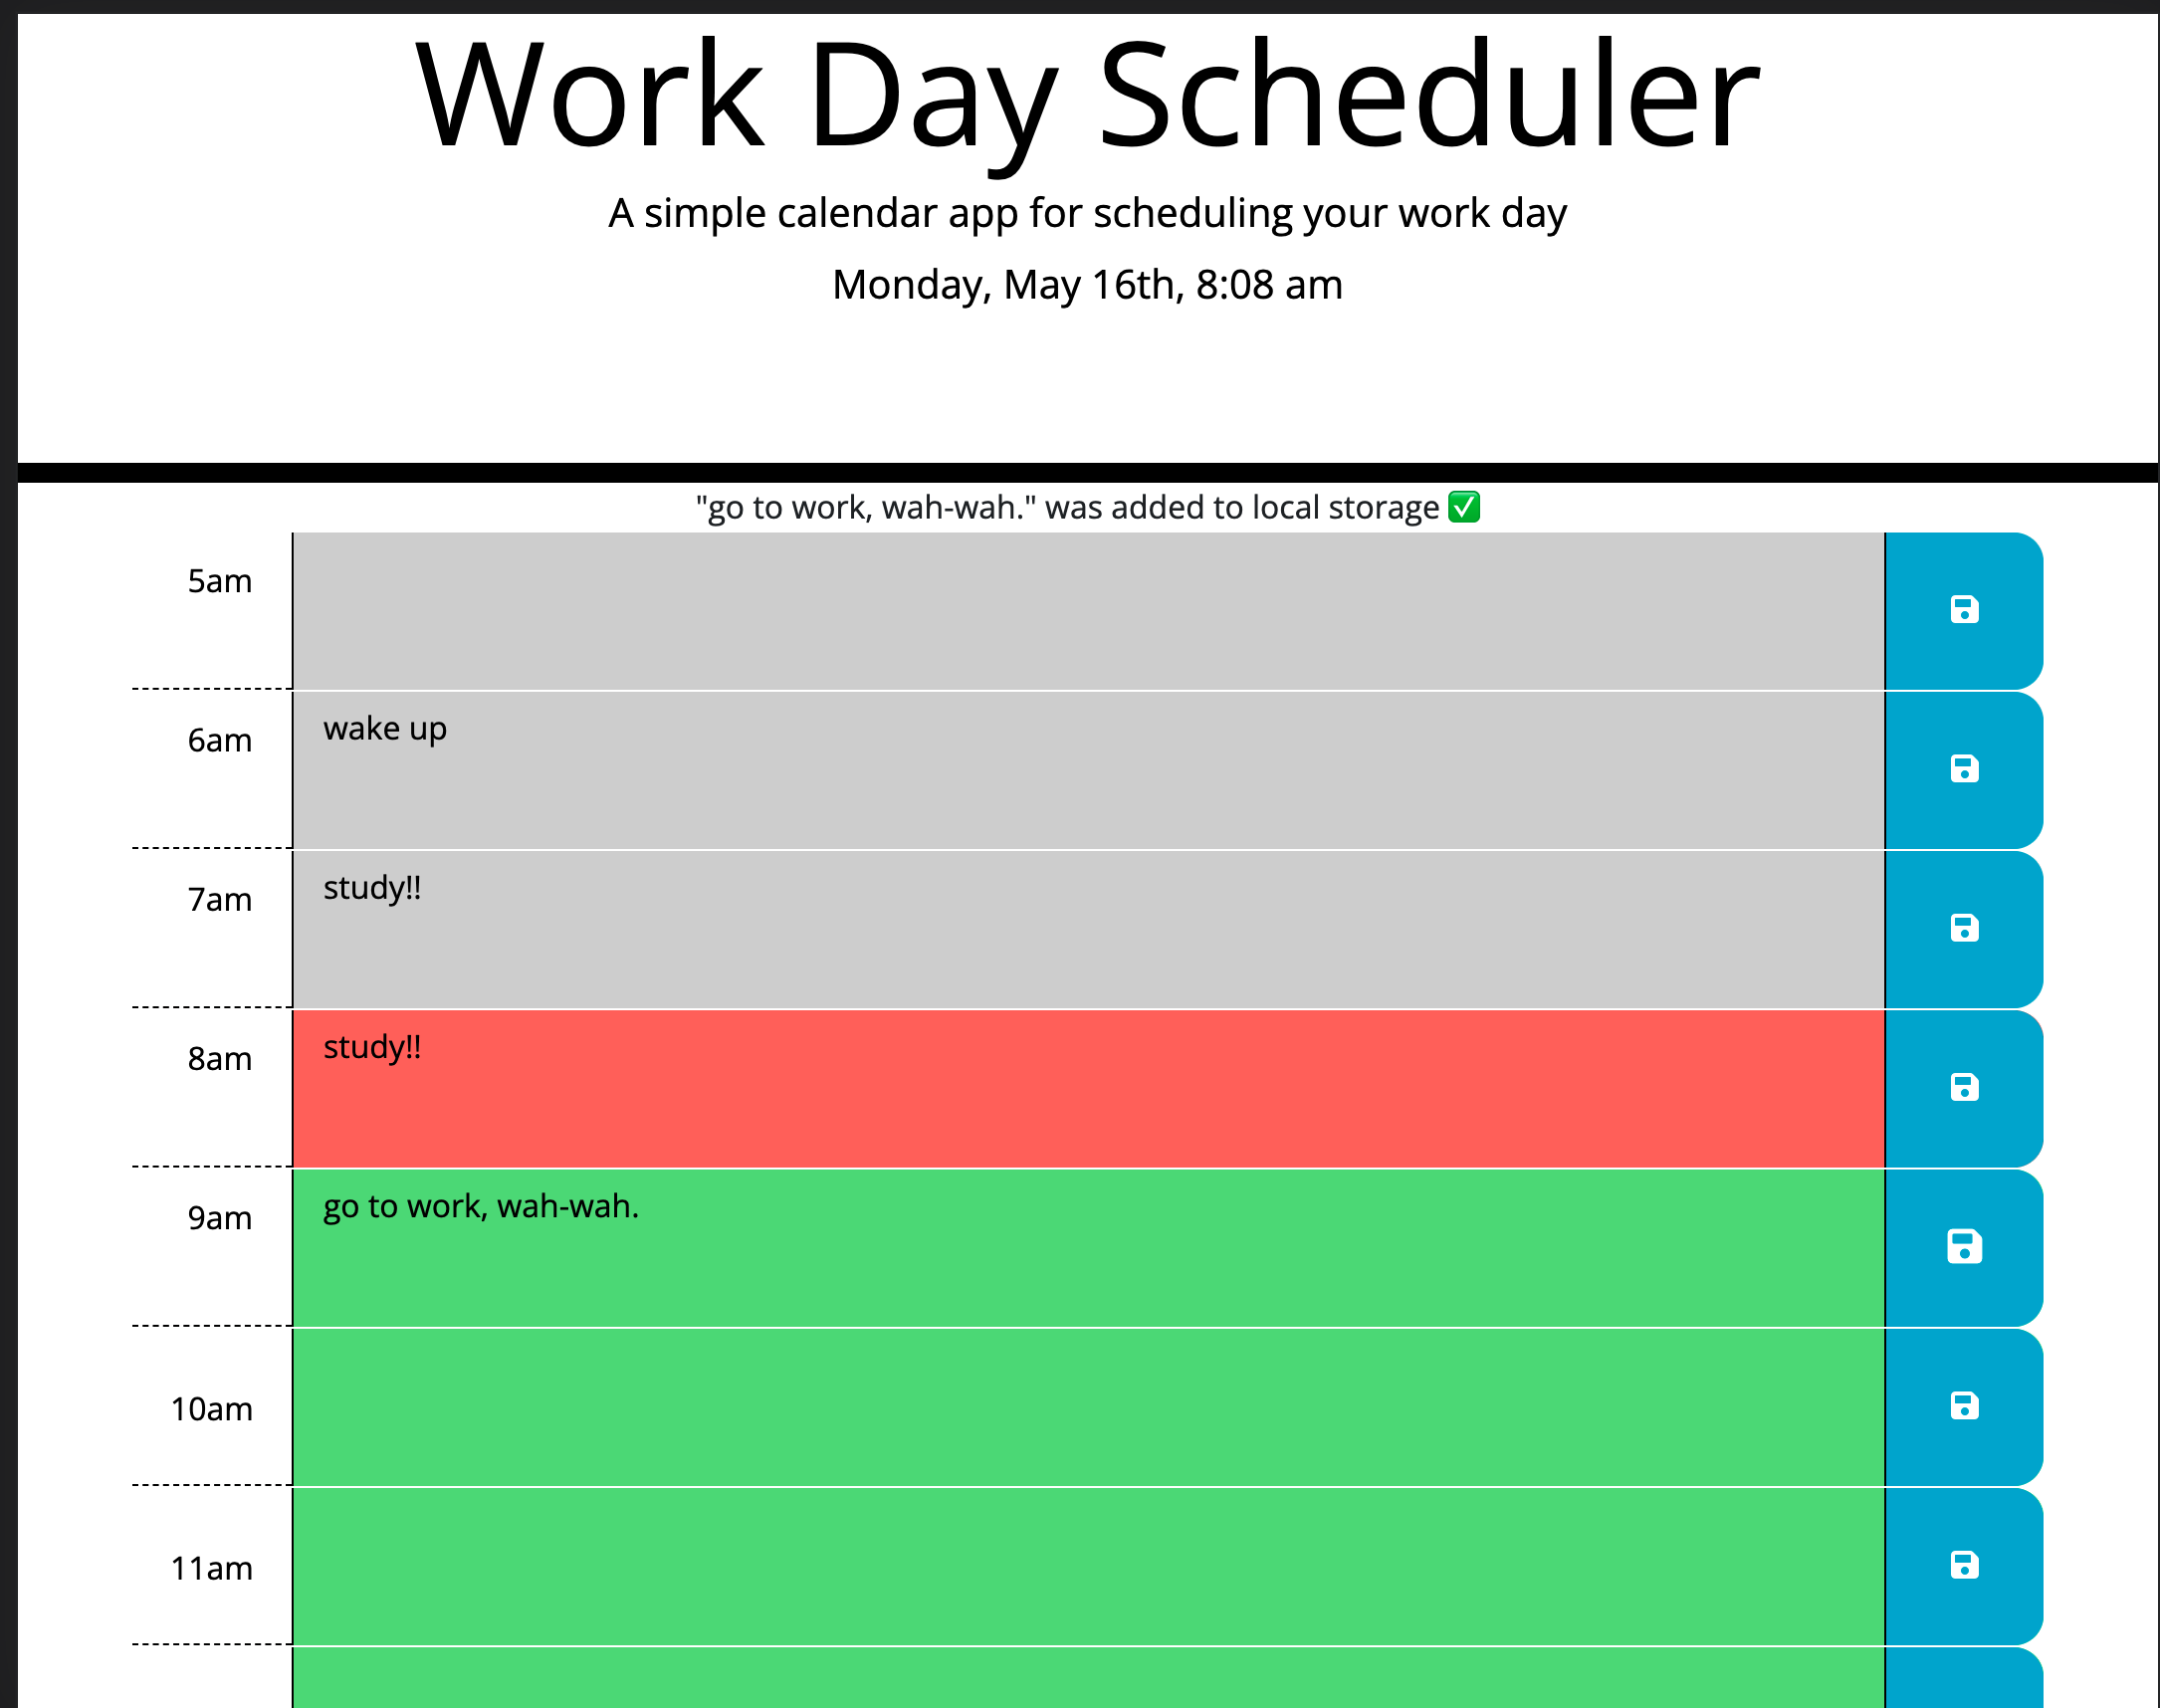 Work Day Scheduler
A simple calendar app for scheduling your work day
Monday, May 16th, 8:08 am
"go to work, wah-wah." was added to local storage ✅
5am
6am wake up
7am study!!
8am study!!
9am go to work, wah-wah.
10am
11am